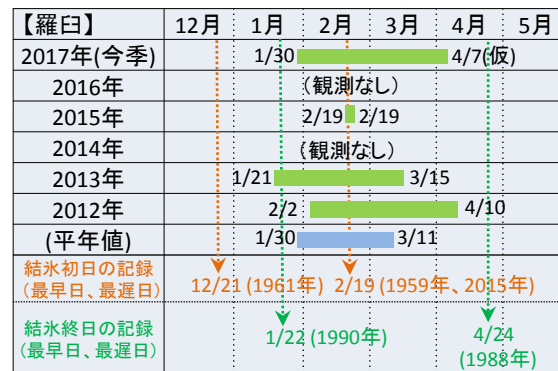 【羅臼】 12月 1月 2月 3月 4月 5月
2017年(今季) 1/30 4/7(仮)
2016年 (観測なし)
2015年 2/19 2/19
2014年 (観測なし)
2013年 1/21 3/15
2012年 2/2 4/10
(平年値) 1/30 3/11
結氷初日の記録
(最早日、最遅日) 12/21 (1961年) 2/19 (1959年、2015年)
結氷終日の記録
(最早日、最遅日) 1/22 (1990年) 4/24
(1988年)